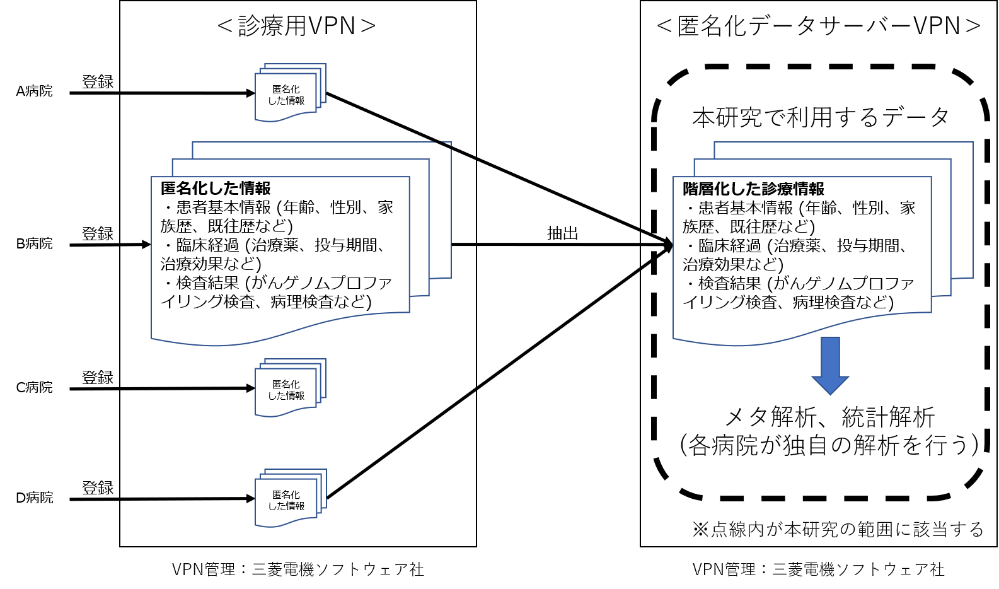 ＜診療用VPN＞
A病院
登録
匿名化
した情報
B病院
登録
匿名化した情報
・患者基本情報 (年齢、性別、家
族歴、既往歴など)
・臨床経過 (治療薬、投与期間、
治療効果など)
・検査結果 (がんゲノムプロファ
イリング検査、病理検査など)
C病院
登録
匿名化
した情報
D病院
登録
匿名化
した情報
VPN管理：三菱電機ソフトウェア社
抽出
＜匿名化データサーバーVPN＞
本研究で利用するデータ
階層化した診療情報
・患者基本情報 (年齢、性別、家
族歴、既往歴など)
・臨床経過 (治療薬、投与期間、
治療効果など)
・検査結果 (がんゲノムプロファ
イリング検査、病理検査など)
メタ解析、統計解析
(各病院が独自の解析を行う)
※点線内が本研究の範囲に該当する
VPN管理：三菱電機ソフトウェア社